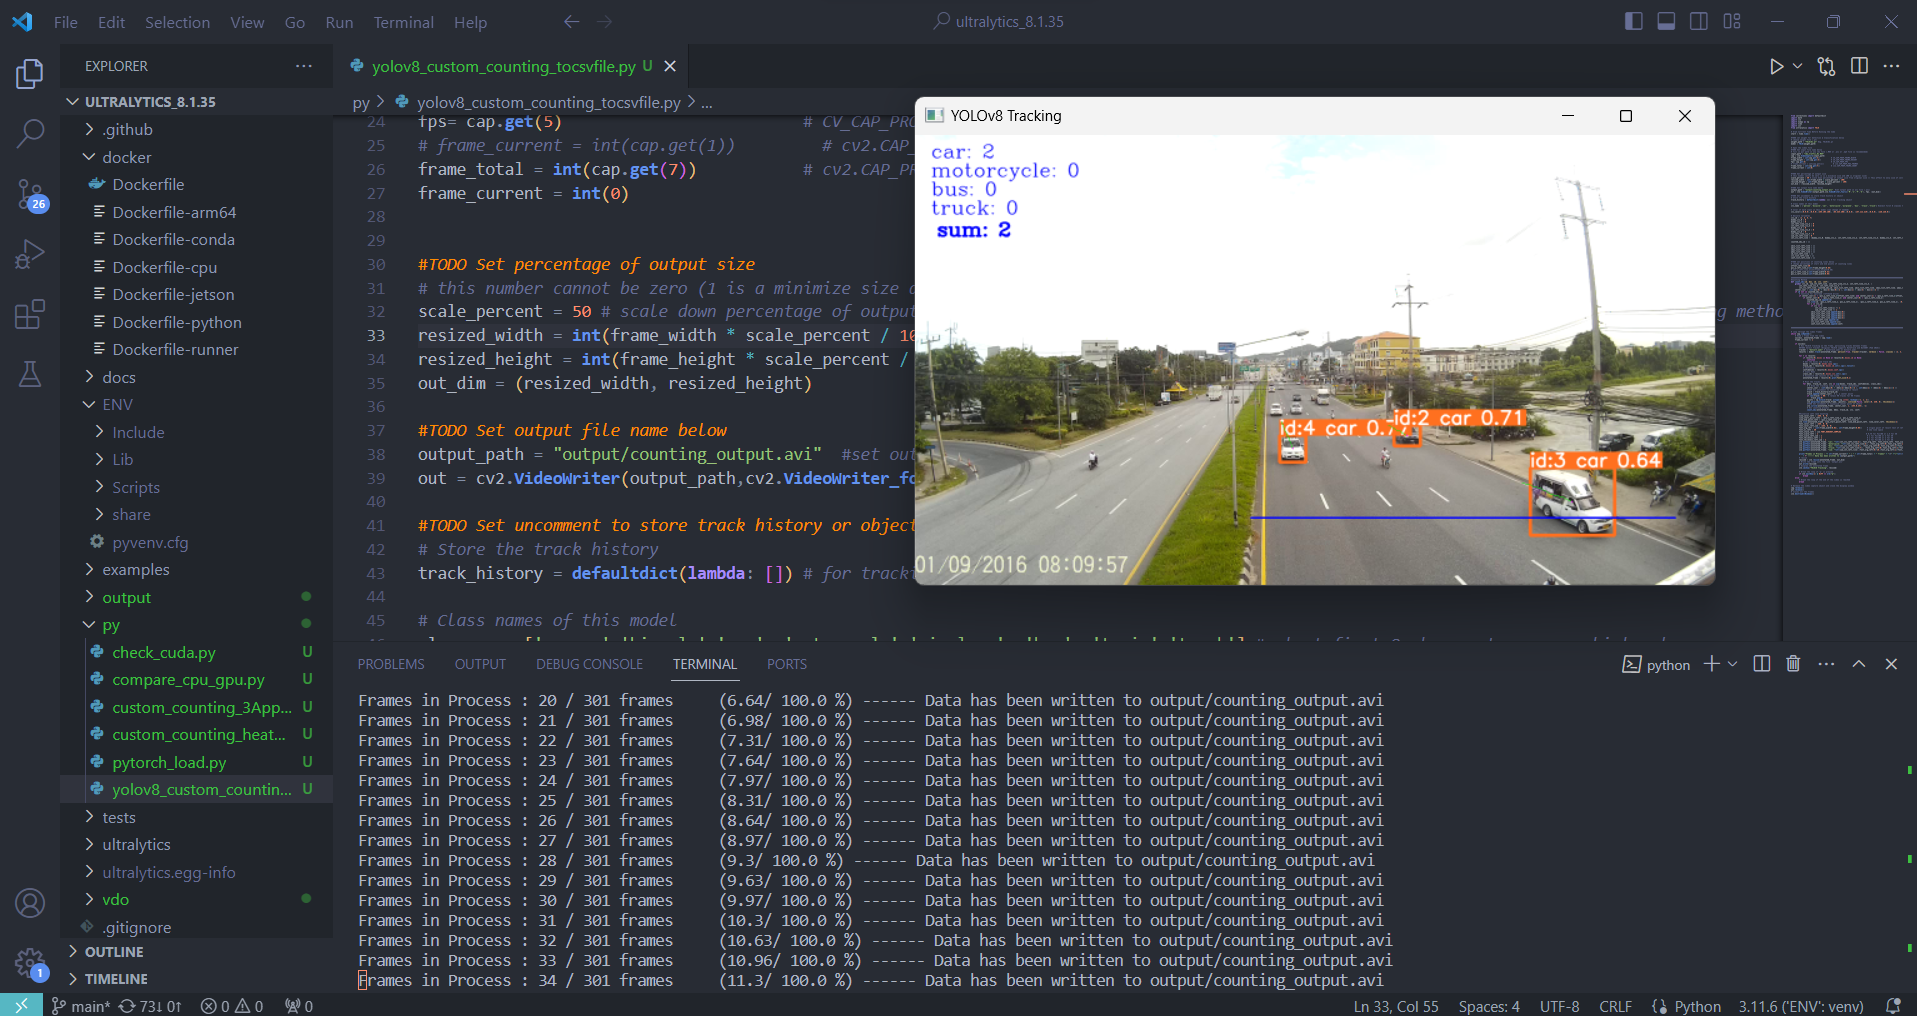 File Edit Selection View Go Run Terminal Help
ultralytics_8.1.35
EXPLORER
ULTRALYTICS_8.1.35
.github
docker
Dockerfile
Dockerfile-arm64
Dockerfile-conda
Dockerfile-cpu
Dockerfile-jetson
Dockerfile-python
Dockerfile-runner
docs
ENV
Include
Lib
Scripts
share
pyvenv.cfg
examples
output
py
check_cuda.py U
compare_cpu_gpu.py U
custom_counting_3App... U
custom_counting_heat... U
pytorch_load.py U
yolov8_custom_countin... U
tests
ultralytics
ultralytics.egg-info
vdo
.gitignore
OUTLINE
TIMELINE
26
1
yolov8_custom_counting_tocsvfile.py U
py > yolov8_custom_counting_tocsvfile.py > ...
24 fps= cap.get(5) # CV_CAP_PRO
25 # frame_current = int(cap.get(1)) # cv2.CAP_
26 frame_total = int(cap.get(7)) # cv2.CAP_PR
27 frame_current = int(0)
28
29
30 #TODO Set percentage of output size
31 # this number cannot be zero (1 is a minimize size
32 scale_percent = 50 # scale down percentage of outpu g metho
33 resized_width = int(frame_width * scale_percent / 10
34 resized_height = int(frame_height * scale_percent /
35 out_dim = (resized_width, resized_height)
36
37 #TODO Set output file name below
38 output_path = "output/counting_output.avi" #set ou
39 out = cv2.VideoWriter(output_path,cv2.VideoWriter_fo
40
41 #TODO Set uncomment to store track history or object
42 # Store the track history
43 track_history = defaultdict(lambda: []) # for track
44
45 # Class names of this model
YOLOv8 Tracking
car: 2
motorcycle: 0
bus: 0
truck: 0
sum: 2
id:4 car 0.7
id:2 car 0.71
id:3 car 0.64
01/09/2016 08:09:57
PROBLEMS OUTPUT DEBUG CONSOLE TERMINAL PORTS
python
Frames in Process : 20 / 301 frames (6.64/ 100.0 %) ------ Data has been written to output/counting_output.avi
Frames in Process : 21 / 301 frames (6.98/ 100.0 %) ------ Data has been written to output/counting_output.avi
Frames in Process : 22 / 301 frames (7.31/ 100.0 %) ------ Data has been written to output/counting_output.avi
Frames in Process : 23 / 301 frames (7.64/ 100.0 %) ------ Data has been written to output/counting_output.avi
Frames in Process : 24 / 301 frames (7.97/ 100.0 %) ------ Data has been written to output/counting_output.avi
Frames in Process : 25 / 301 frames (8.31/ 100.0 %) ------ Data has been written to output/counting_output.avi
Frames in Process : 26 / 301 frames (8.64/ 100.0 %) ------ Data has been written to output/counting_output.avi
Frames in Process : 27 / 301 frames (8.97/ 100.0 %) ------ Data has been written to output/counting_output.avi
Frames in Process : 28 / 301 frames (9.3/ 100.0 %) ------ Data has been written to output/counting_output.avi
Frames in Process : 29 / 301 frames (9.63/ 100.0 %) ------ Data has been written to output/counting_output.avi
Frames in Process : 30 / 301 frames (9.97/ 100.0 %) ------ Data has been written to output/counting_output.avi
Frames in Process : 31 / 301 frames (10.3/ 100.0 %) ------ Data has been written to output/counting_output.avi
Frames in Process : 32 / 301 frames (10.63/ 100.0 %) ------ Data has been written to output/counting_output.avi
Frames in Process : 33 / 301 frames (10.96/ 100.0 %) ------ Data has been written to output/counting_output.avi
Frames in Process : 34 / 301 frames (11.3/ 100.0 %) ------ Data has been written to output/counting_output.avi
main* 73↓ 0↑ 0 0 0
Ln 33, Col 55 Spaces: 4 UTF-8 CRLF Python 3.11.6 ('ENV': venv)